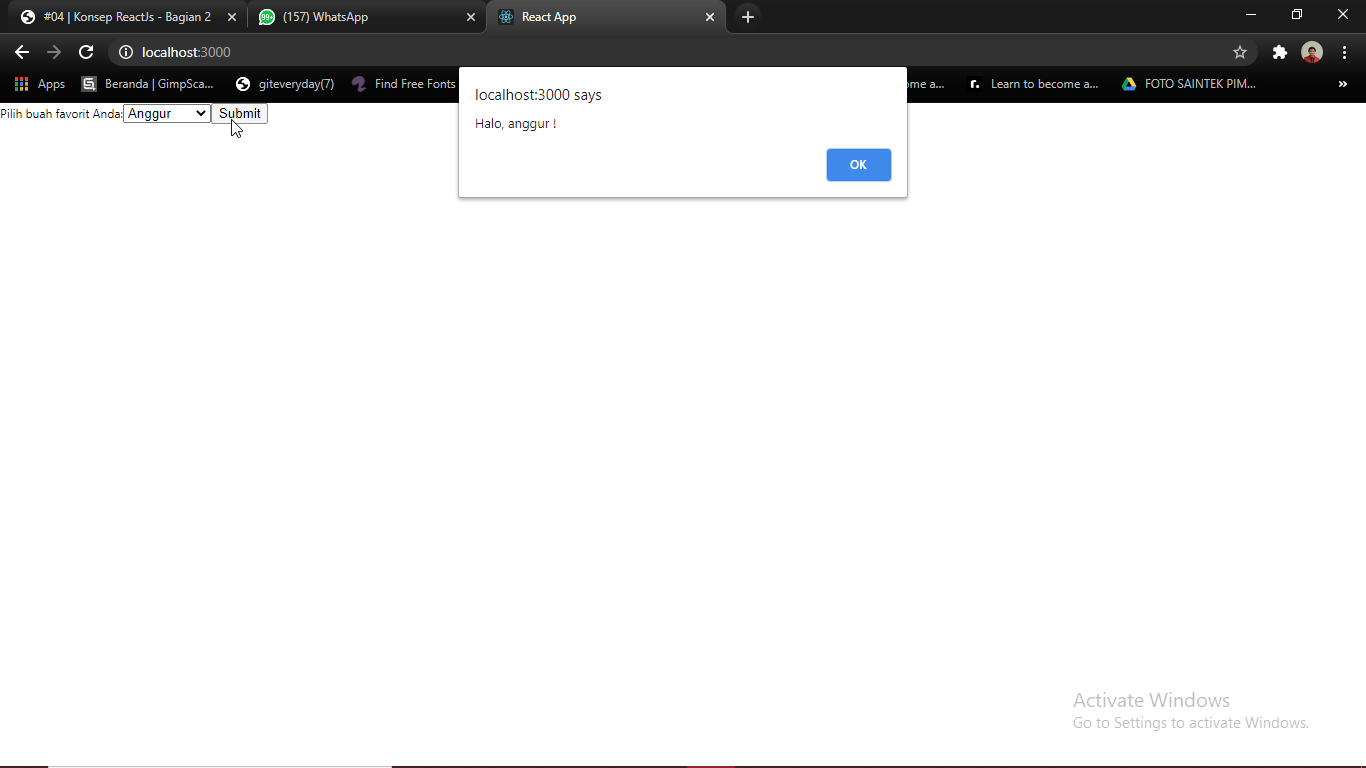 #04 | Konsep ReactJs - Bagian 2
99+
(157) WhatsApp
React App
localhost:3000
Apps
Beranda | GimpSca...
giteveryday(7)
Find Free Fonts
ome a...
r.
Learn to become a...
FOTO SAINTEK PIM...
»
localhost:3000 says
Halo, anggur !
OK
Pilih buah favorit Anda:
Anggur
Submit
Activate Windows
Go to Settings to activate Windows.